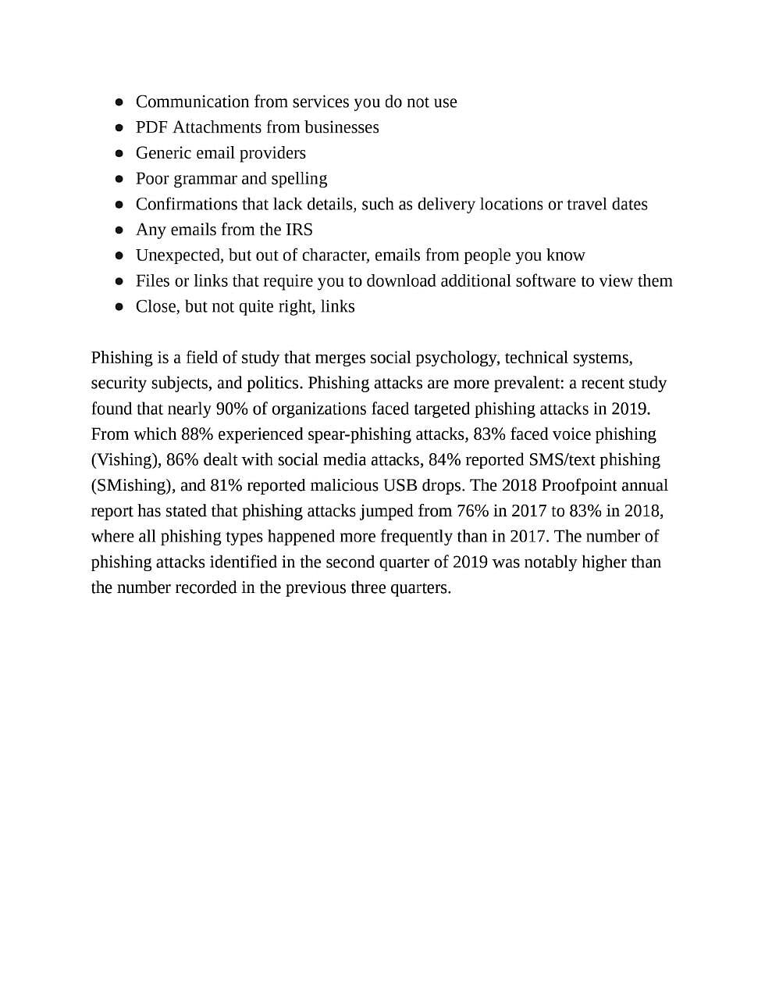 ● Communication from services you do not use
● PDF Attachments from businesses
● Generic email providers
● Poor grammar and spelling
● Confirmations that lack details, such as delivery locations or travel dates
● Any emails from the IRS
● Unexpected, but out of character, emails from people you know
● Files or links that require you to download additional software to view them
● Close, but not quite right, links
Phishing is a field of study that merges social psychology, technical systems,
security subjects, and politics. Phishing attacks are more prevalent: a recent study
found that nearly 90% of organizations faced targeted phishing attacks in 2019.
From which 88% experienced spear-phishing attacks, 83% faced voice phishing
(Vishing), 86% dealt with social media attacks, 84% reported SMS/text phishing
(SMishing), and 81% reported malicious USB drops. The 2018 Proofpoint annual
report has stated that phishing attacks jumped from 76% in 2017 to 83% in 2018,
where all phishing types happened more frequently than in 2017. The number of
phishing attacks identified in the second quarter of 2019 was notably higher than
the number recorded in the previous three quarters.